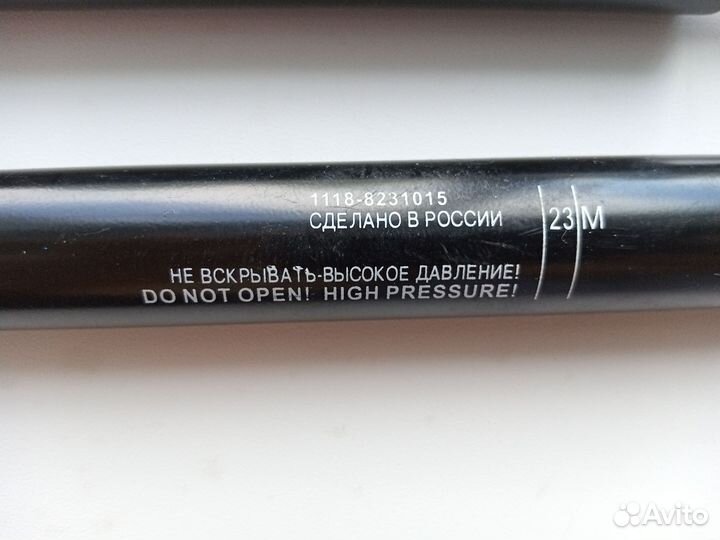 1118-8231015
СДЕЛАНО В РОССИИ
23 М
НЕ ВСКРЫВАТЬ-ВЫСОКОЕ ДАВЛЕНИЕ!
DO NOT OPEN! HIGH PRESSURE!
Avito